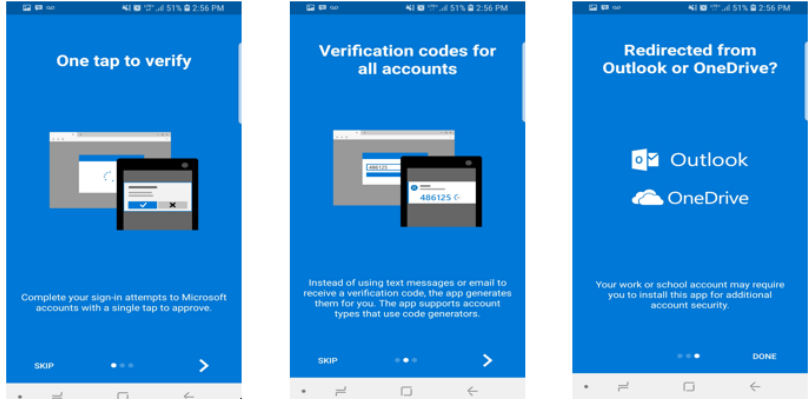 51% 2:56 PM
One tap to verify
Complete your sign-in attempts to Microsoft
accounts with a single tap to approve.
SKIP
51% 2:56 PM
Verification codes for
all accounts
486125
486125
Instead of using text messages or email to
receive a verification code, the app generates
them for you. The app supports account
types that use code generators.
SKIP
51% 2:56 PM
Redirected from
Outlook or OneDrive?
Outlook
OneDrive
Your work or school account may require
you to install this app for additional
account security.
DONE